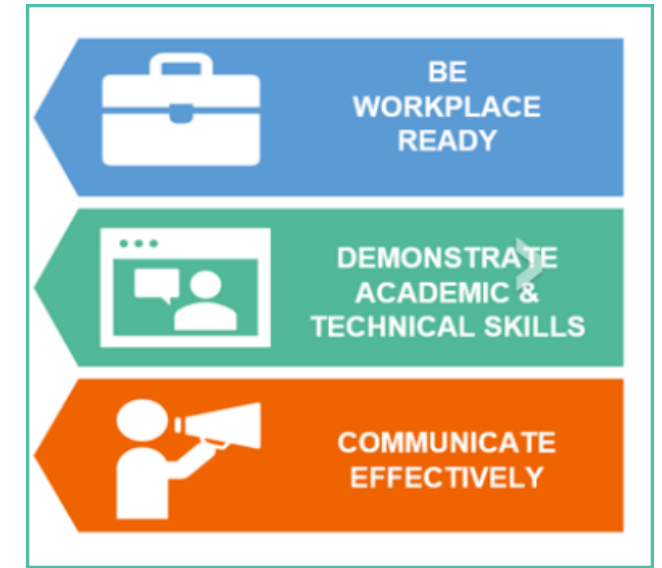 BE
WORKPLACE
READY
DEMONSTRATE
ACADEMIC &
TECHNICAL SKILLS
COMMUNICATE
EFFECTIVELY